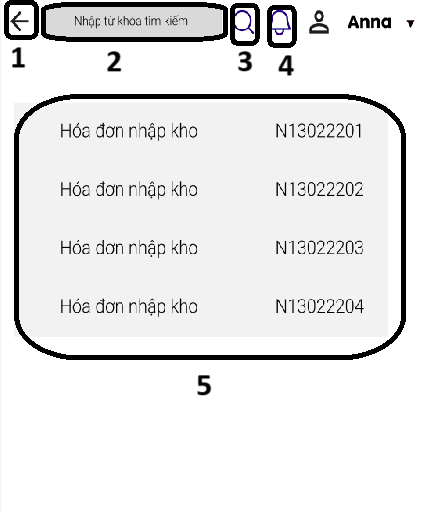 Nhập từ khóa tìm kiếm Anna
1 2 3 4
Hóa đơn nhập kho N13022201
Hóa đơn nhập kho N13022202
Hóa đơn nhập kho N13022203
Hóa đơn nhập kho N13022204
5